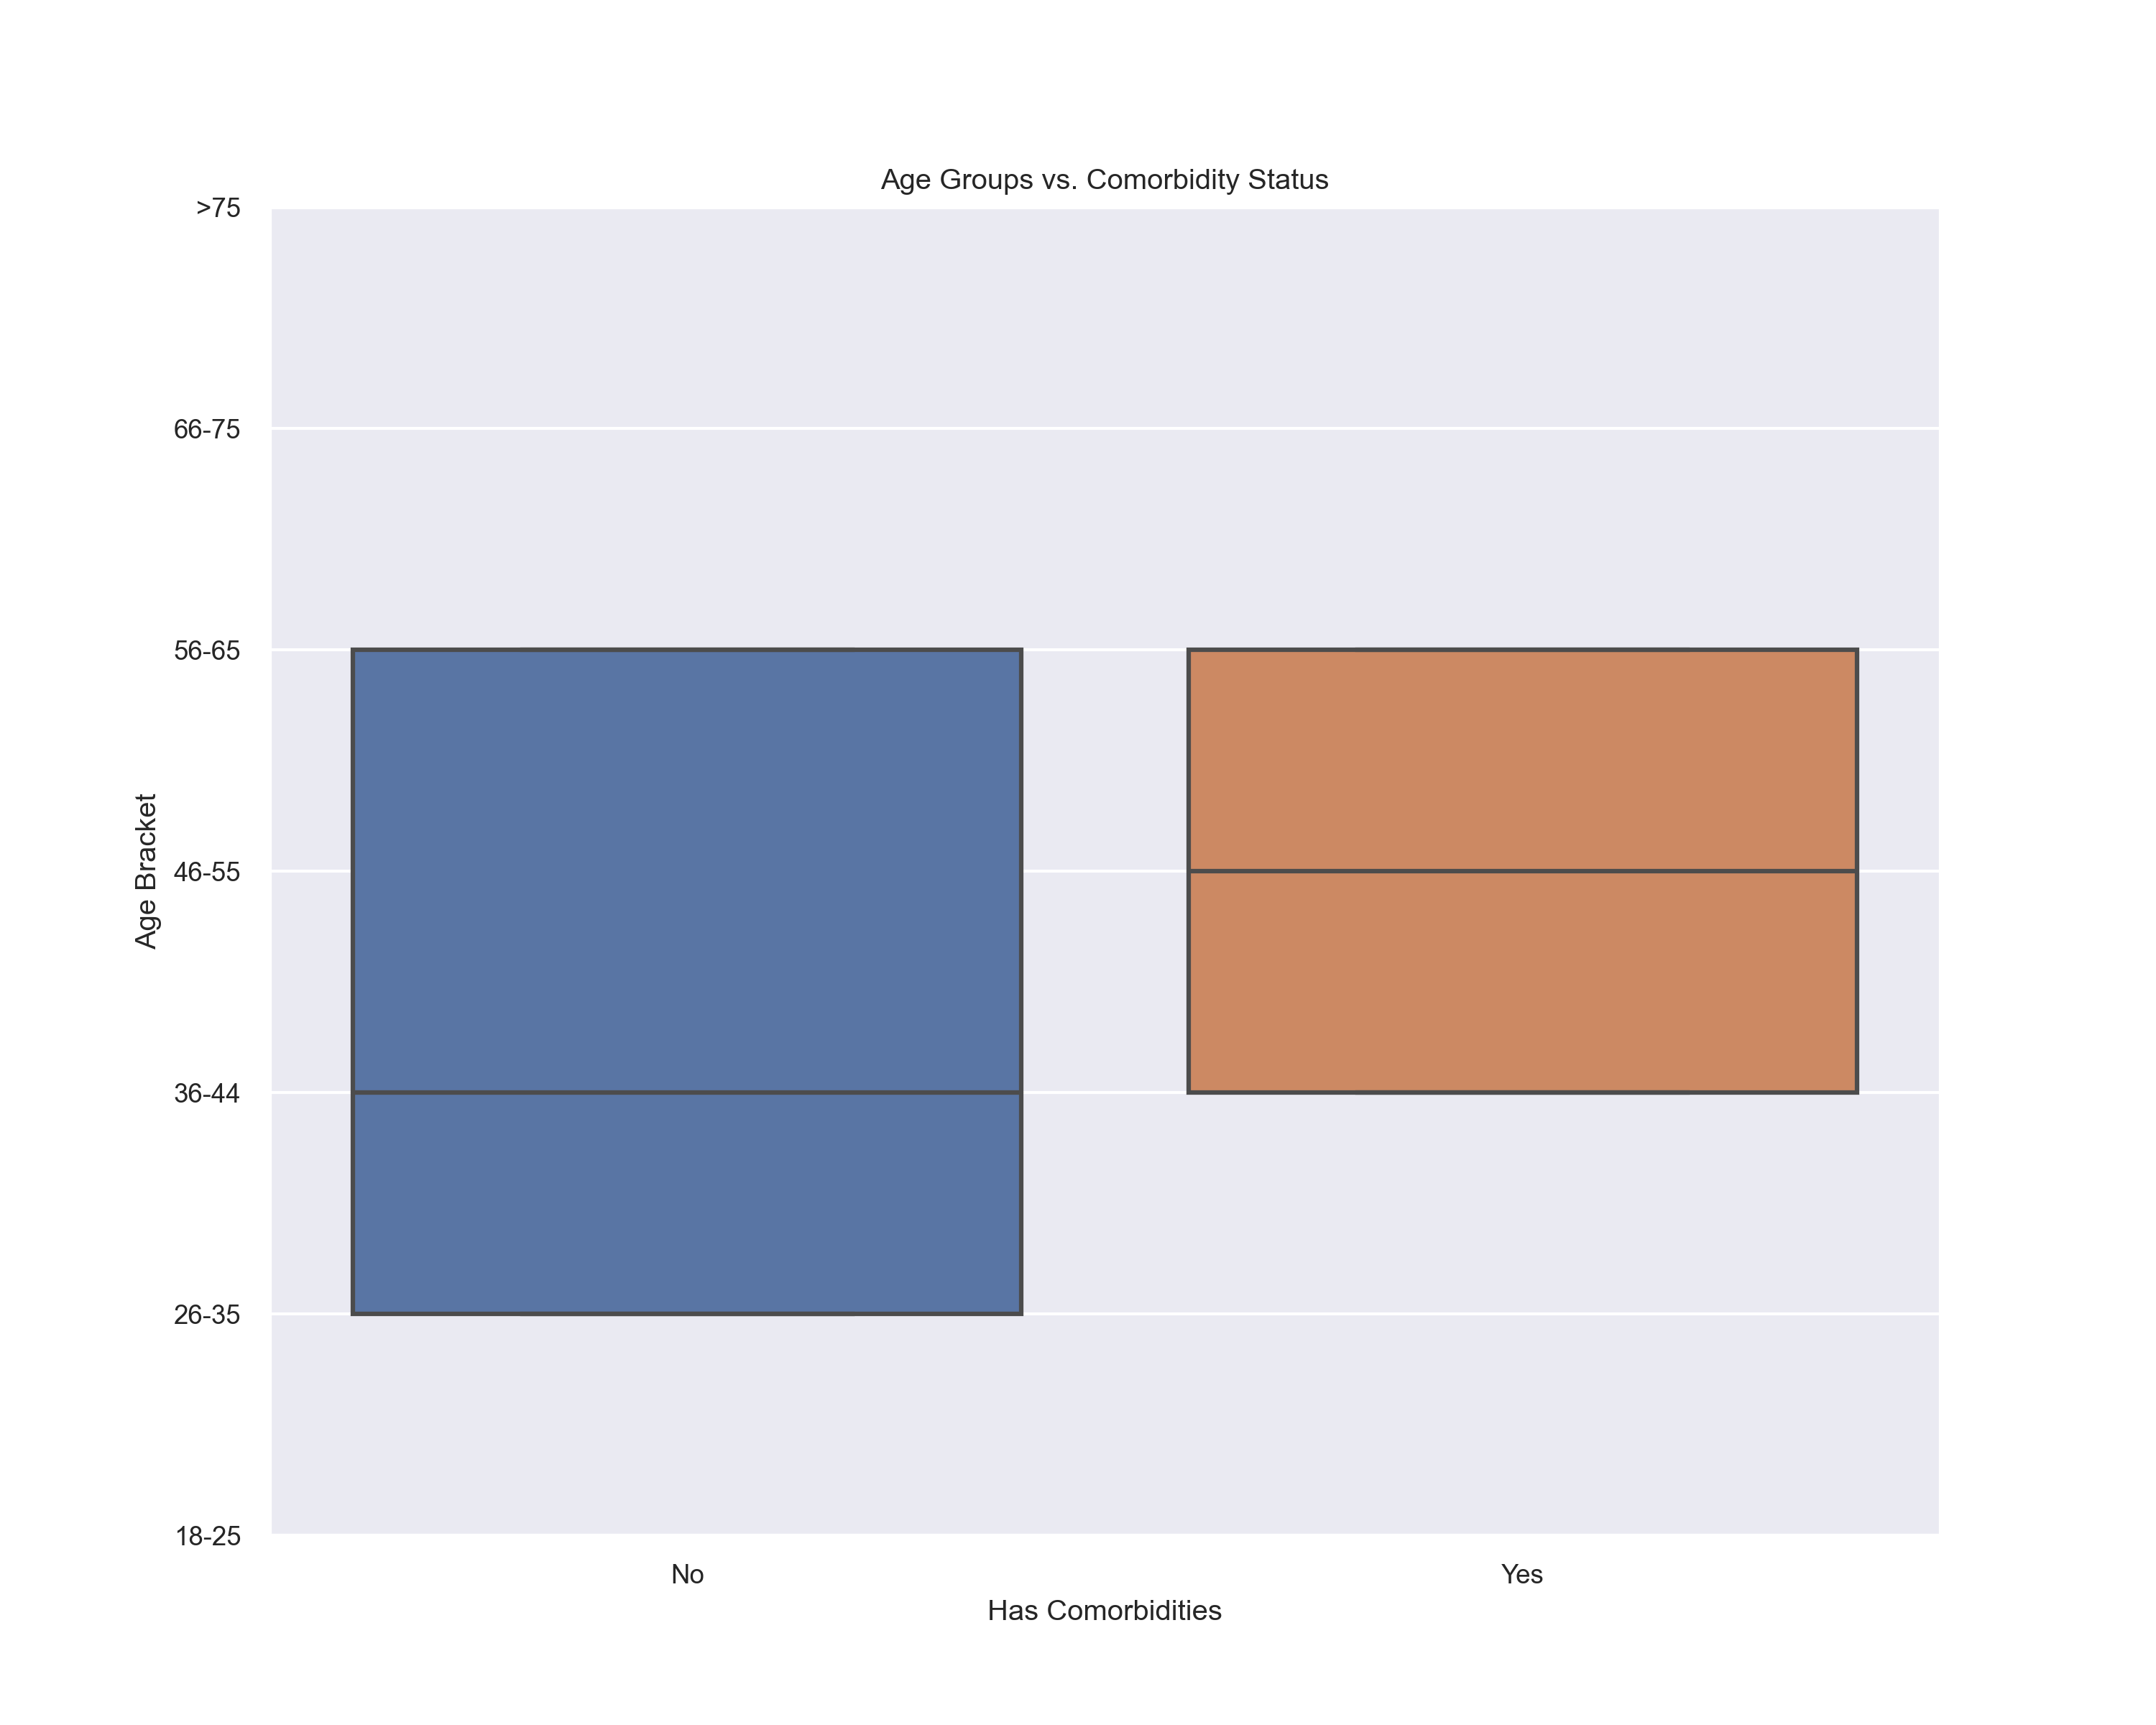 Age Groups vs. Comorbidity Status
>75
66-75
56-65
46-55
36-44
26-35
18-25
Age Bracket
No
Yes
Has Comorbidities